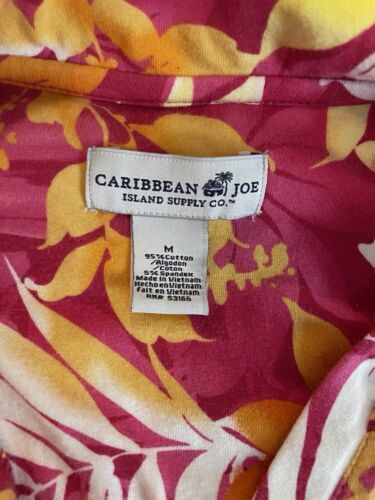 CARIBBEAN JOE
ISLAND SUPPLY CO.™
M
95% Cotton
/Algodon
/Coton
5% Spandex
Made in Vietnam
Hecho en Vietnam
Fait en Vietnam
RN# 53166